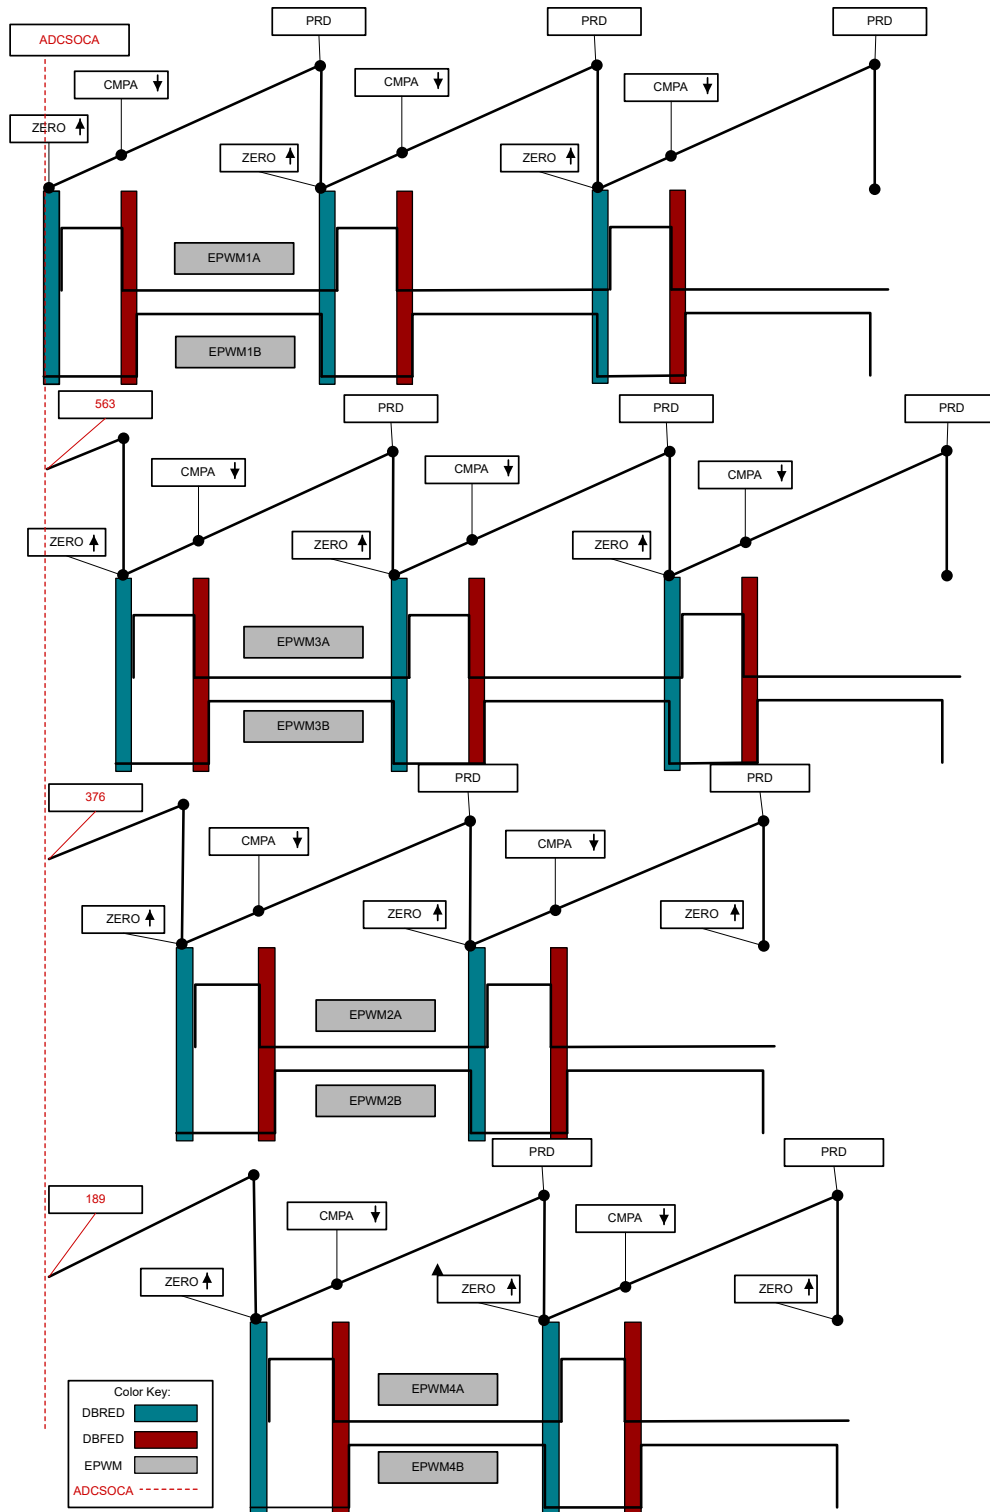 PRD
PRD
PRD
ADCSOCA
CMPA
CMPA
CMPA
ZERO
ZERO
ZERO
EPWM1A
EPWM1B
563
PRD
PRD
PRD
CMPA
CMPA
CMPA
ZERO
ZERO
ZERO
EPWM3A
EPWM3B
376
PRD
PRD
CMPA
CMPA
ZERO
ZERO
ZERO
EPWM2A
EPWM2B
189
PRD
PRD
CMPA
CMPA
ZERO
ZERO
ZERO
EPWM4A
EPWM4B
Color Key:
DBRED
DBFED
EPWM
ADCSOCA